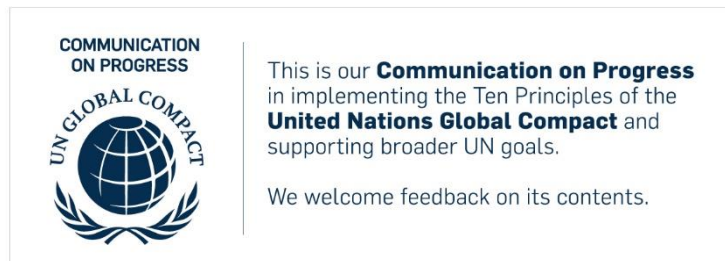 COMMUNICATION
ON PROGRESS
UN GLOBAL COMPACT
This is our Communication on Progress
in implementing the Ten Principles of the
United Nations Global Compact and
supporting broader UN goals.
We welcome feedback on its contents.